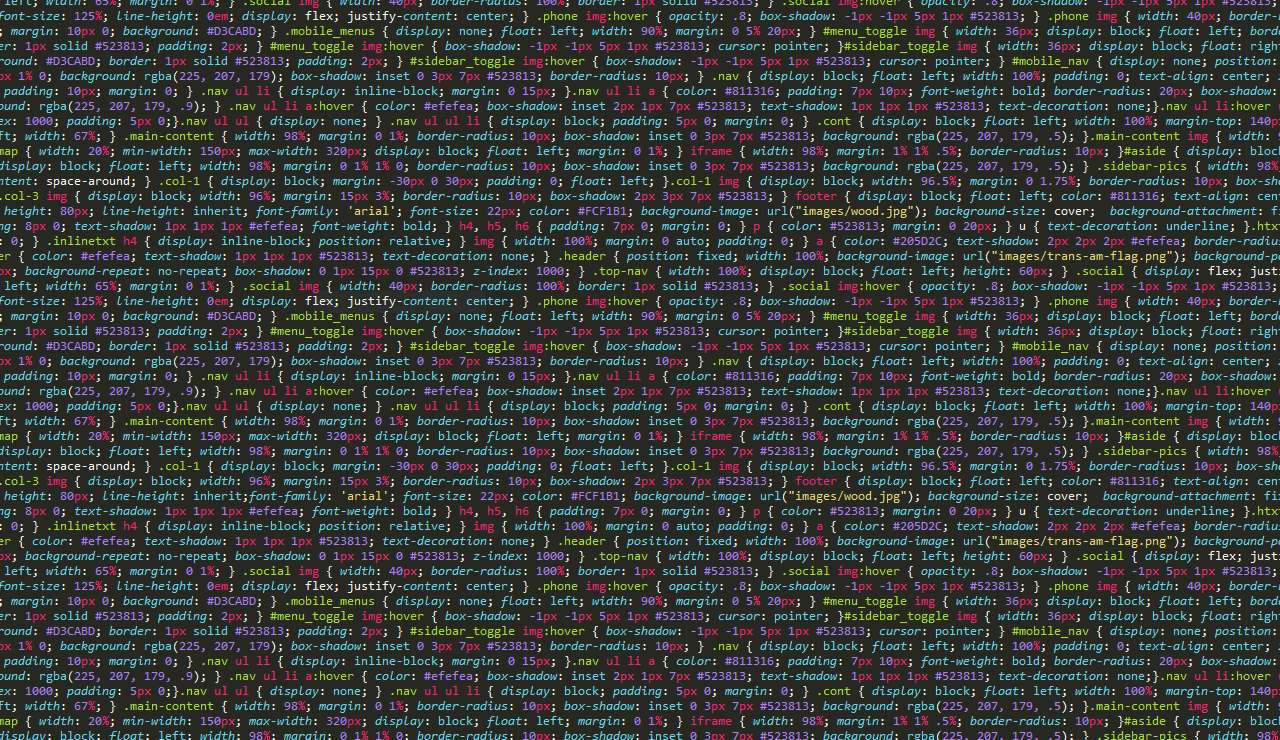 left; width: 65%; margin: 0 1%; } .social img { width: 40px; border-radius: 100%; border: 1px solid #523813; } .social img:hover { opacity: .8; box-shadow: -1px -1px 5px 1px #523813;
font-size: 125%; line-height: 0em; display: flex; justify-content: center; } .phone img:hover { opacity: .8; box-shadow: -1px -1px 5px 1px #523813; } .phone img { width: 40px; border-
; margin: 10px 0; background: #D3CABD; } .mobile_menus { display: none; float: left; width: 90%; margin: 0 5% 20px; } #menu_toggle img { width: 36px; display: block; float: left;
er: 1px solid #523813; padding: 2px; } #menu_toggle img:hover { box-shadow: -1px -1px 5px 1px #523813; cursor: pointer; }#sidebar_toggle img { width: 36px; display: block; float: right
round: #D3CABD; border: 1px solid #523813; padding: 2px; } #sidebar_toggle img:hover { box-shadow: -1px -1px 5px 1px #523813; cursor: pointer; } #mobile_nav { display: none; position:
px 1% 0; background: rgba(225, 207, 179); box-shadow: inset 0 3px 7px #523813; border-radius: 10px; } .nav { display: block; float: left; width: 100%; padding: 0; text-align: center;
padding: 10px; margin: 0; } .nav ul li { display: inline-block; margin: 0 15px; }.nav ul li a { color: #811316; padding: 7px 10px; font-weight: bold; border-radius: 20px; box-shadow:
ound: rgba(225, 207, 179, .9); } .nav ul li a:hover { color: #efefea; box-shadow: inset 2px 1px 7px #523813; text-shadow: 1px 1px 1px #523813; text-decoration: none;}.nav ul li:hover
ex: 1000; padding: 5px 0;}.nav ul ul { display: none; } .nav ul ul li { display: block; padding: 5px 0; margin: 0; } .cont { display: block; float: left; width: 100%; margin-top: 140px
ft; width: 67%; } .main-content { width: 98%; margin: 0 1%; border-radius: 10px; box-shadow: inset 0 3px 7px #523813; background: rgba(225, 207, 179, .5); }.main-content img {
map { width: 20%; min-width: 150px; max-width: 320px; display: block; float: left; margin: 0 1%; } iframe { width: 98%; margin: 1% 1% .5%; border-radius: 10px; }#aside { display: bloc
display: block; float: left; width: 98%; margin: 0 1% 1% 0; border-radius: 10px; box-shadow: inset 0 3px 7px #523813; background: rgba(225, 207, 179, .5); } .sidebar-pics { width: 98%
ntent: space-around; } .col-1 { display: block; margin: -30px 0 30px; padding: 0; float: left; }.col-1 img { display: block; width: 96.5%; margin: 0 1.75%; border-radius: 10px; box-s
.col-3 img { display: block; width: 96%; margin: 15px 3%; border-radius: 10px; box-shadow: 2px 3px 7px #523813; } footer { display: block; float: left; color: #811316; text-align: cen
height: 80px; line-height: inherit; font-family: 'arial'; font-size: 22px; color: #FCF1B1; background-image: url("images/wood.jpg"); background-size: cover; background-attachment: fi
ng: 8px 0; text-shadow: 1px 1px 1px #efefea; font-weight: bold; } h4, h5, h6 { padding: 7px 0; margin: 0; } p { color: #523813; margin: 0 20px; } u { text-decoration: underline; }.htx
: 0; } .inlinetxt h4 { display: inline-block; position: relative; } img { width: 100%; margin: 0 auto; padding: 0; } a { color: #205D2C; text-shadow: 2px 2px 2px #efefea; border-radiu
er { color: #efefea; text-shadow: 1px 1px 1px #523813; text-decoration: none; } .header { position: fixed; width: 100%; background-image: url("images/trans-am-flag.png"); background-po
px; background-repeat: no-repeat; box-shadow: 0 1px 15px 0 #523813; z-index: 1000; } .top-nav { width: 100%; display: block; float: left; height: 60px; } .social { display: flex; just
left; width: 65%; margin: 0 1%; } .social img { width: 40px; border-radius: 100%; border: 1px solid #523813; } .social img:hover { opacity: .8; box-shadow: -1px -1px 5px 1px #523813;
font-size: 125%; line-height: 0em; display: flex; justify-content: center; } .phone img:hover { opacity: .8; box-shadow: -1px -1px 5px 1px #523813; } .phone img { width: 40px; border-
; margin: 10px 0; background: #D3CABD; } .mobile_menus { display: none; float: left; width: 90%; margin: 0 5% 20px; } #menu_toggle img { width: 36px; display: block; float: left;
er: 1px solid #523813; padding: 2px; } #menu_toggle img:hover { box-shadow: -1px -1px 5px 1px #523813; cursor: pointer; }#sidebar_toggle img { width: 36px; display: block; float: right
round: #D3CABD; border: 1px solid #523813; padding: 2px; } #sidebar_toggle img:hover { box-shadow: -1px -1px 5px 1px #523813; cursor: pointer; } #mobile_nav { display: none; position:
px 1% 0; background: rgba(225, 207, 179); box-shadow: inset 0 3px 7px #523813; border-radius: 10px; } .nav { display: block; float: left; width: 100%; padding: 0; text-align: center;
padding: 10px; margin: 0; } .nav ul li { display: inline-block; margin: 0 15px; }.nav ul li a { color: #811316; padding: 7px 10px; font-weight: bold; border-radius: 20px; box-shadow:
ound: rgba(225, 207, 179, .9); } .nav ul li a:hover { color: #efefea; box-shadow: inset 2px 1px 7px #523813; text-shadow: 1px 1px 1px #523813; text-decoration: none;}.nav ul li:hover
ex: 1000; padding: 5px 0;}.nav ul ul { display: none; } .nav ul ul li { display: block; padding: 5px 0; margin: 0; } .cont { display: block; float: left; width: 100%; margin-top: 140px
ft; width: 67%; } .main-content { width: 98%; margin: 0 1%; border-radius: 10px; box-shadow: inset 0 3px 7px #523813; background: rgba(225, 207, 179, .5); }.main-content img {
map { width: 20%; min-width: 150px; max-width: 320px; display: block; float: left; margin: 0 1%; } iframe { width: 98%; margin: 1% 1% .5%; border-radius: 10px; }#aside { display: bloc
display: block; float: left; width: 98%; margin: 0 1% 1% 0; border-radius: 10px; box-shadow: inset 0 3px 7px #523813; background: rgba(225, 207, 179, .5); } .sidebar-pics { width: 98%
ntent: space-around; } .col-1 { display: block; margin: -30px 0 30px; padding: 0; float: left; }.col-1 img { display: block; width: 96.5%; margin: 0 1.75%; border-radius: 10px; box-s
.col-3 img { display: block; width: 96%; margin: 15px 3%; border-radius: 10px; box-shadow: 2px 3px 7px #523813; } footer { display: block; float: left; color: #811316; text-align: cen
height: 80px; line-height: inherit;font-family: 'arial'; font-size: 22px; color: #FCF1B1; background-image: url("images/wood.jpg"); background-size: cover; background-attachment: fi
ng: 8px 0; text-shadow: 1px 1px 1px #efefea; font-weight: bold; } h4, h5, h6 { padding: 7px 0; margin: 0; } p { color: #523813; margin: 0 20px; } u { text-decoration: underline; }.htx
: 0; } .inlinetxt h4 { display: inline-block; position: relative; } img { width: 100%; margin: 0 auto; padding: 0; } a { color: #205D2C; text-shadow: 2px 2px 2px #efefea; border-radiu
er { color: #efefea; text-shadow: 1px 1px 1px #523813; text-decoration: none; } .header { position: fixed; width: 100%; background-image: url("images/trans-am-flag.png"); background-po
px; background-repeat: no-repeat; box-shadow: 0 1px 15px 0 #523813; z-index: 1000; } .top-nav { width: 100%; display: block; float: left; height: 60px; } .social { display: flex; just
left; width: 65%; margin: 0 1%; } .social img { width: 40px; border-radius: 100%; border: 1px solid #523813; } .social img:hover { opacity: .8; box-shadow: -1px -1px 5px 1px #523813;
font-size: 125%; line-height: 0em; display: flex; justify-content: center; } .phone img:hover { opacity: .8; box-shadow: -1px -1px 5px 1px #523813; } .phone img { width: 40px; border-
; margin: 10px 0; background: #D3CABD; } .mobile_menus { display: none; float: left; width: 90%; margin: 0 5% 20px; } #menu_toggle img { width: 36px; display: block; float: left;
er: 1px solid #523813; padding: 2px; } #menu_toggle img:hover { box-shadow: -1px -1px 5px 1px #523813; cursor: pointer; }#sidebar_toggle img { width: 36px; display: block; float: right
round: #D3CABD; border: 1px solid #523813; padding: 2px; } #sidebar_toggle img:hover { box-shadow: -1px -1px 5px 1px #523813; cursor: pointer; } #mobile_nav { display: none; position:
px 1% 0; background: rgba(225, 207, 179); box-shadow: inset 0 3px 7px #523813; border-radius: 10px; } .nav { display: block; float: left; width: 100%; padding: 0; text-align: center;
padding: 10px; margin: 0; } .nav ul li { display: inline-block; margin: 0 15px; }.nav ul li a { color: #811316; padding: 7px 10px; font-weight: bold; border-radius: 20px; box-shadow:
ound: rgba(225, 207, 179, .9); } .nav ul li a:hover { color: #efefea; box-shadow: inset 2px 1px 7px #523813; text-shadow: 1px 1px 1px #523813; text-decoration: none;}.nav ul li:hover
ex: 1000; padding: 5px 0;}.nav ul ul { display: none; } .nav ul ul li { display: block; padding: 5px 0; margin: 0; } .cont { display: block; float: left; width: 100%; margin-top: 140px
ft; width: 67%; } .main-content { width: 98%; margin: 0 1%; border-radius: 10px; box-shadow: inset 0 3px 7px #523813; background: rgba(225, 207, 179, .5); }.main-content img {
map { width: 20%; min-width: 150px; max-width: 320px; display: block; float: left; margin: 0 1%; } iframe { width: 98%; margin: 1% 1% .5%; border-radius: 10px; }#aside { display: bloc
display: block; float: left; width: 98%; margin: 0 1% 1% 0; border-radius: 10px; box-shadow: inset 0 3px 7px #523813; background: rgba(225, 207, 179, .5); } .sidebar-pics { width: 98%